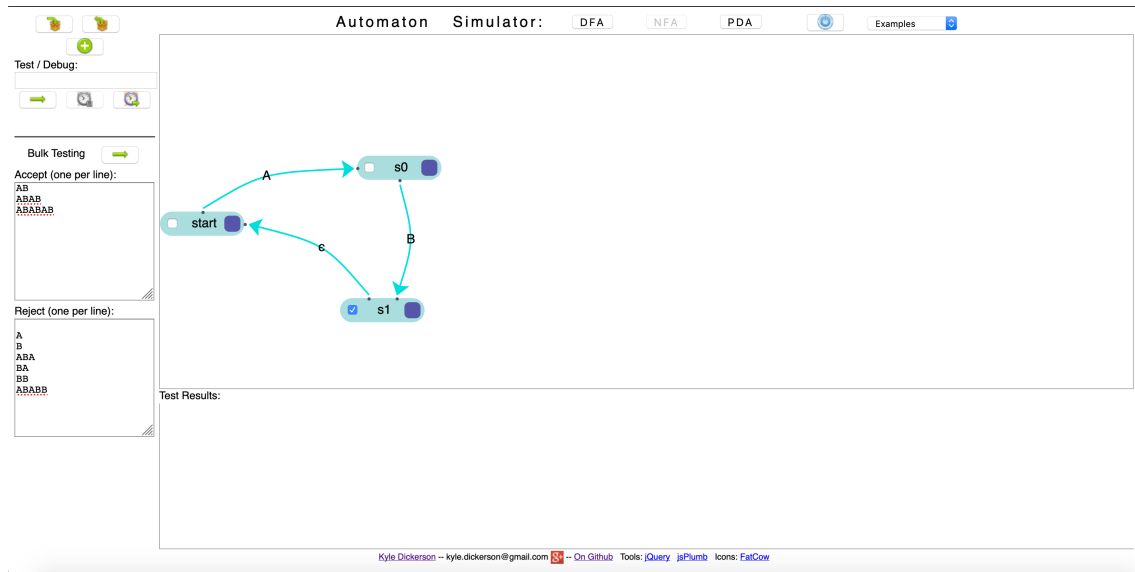 Automaton Simulator: DFA NFA PDA Examples
Test / Debug:
Bulk Testing
Accept (one per line):
AB
ABAB
ABABAB
Reject (one per line):
A
B
ABA
BA
BB
ABABB
A
s0
start
B
c
s1
Test Results:
Kyle Dickerson -- kyle.dickerson@gmail.com g+ -- On Github Tools: jQuery jsPlumb Icons: FatCow